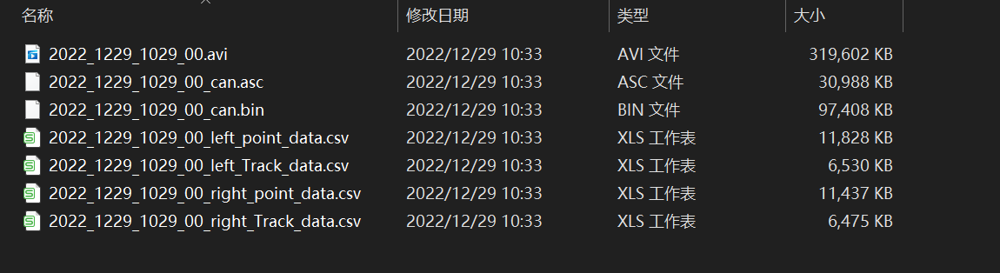 名称 修改日期 类型 大小
2022_1229_1029_00.avi 2022/12/29 10:33 AVI 文件 319,602 KB
2022_1229_1029_00_can.asc 2022/12/29 10:33 ASC 文件 30,988 KB
2022_1229_1029_00_can.bin 2022/12/29 10:33 BIN 文件 97,408 KB
2022_1229_1029_00_left_point_data.csv 2022/12/29 10:33 XLS 工作表 11,828 KB
2022_1229_1029_00_left_Track_data.csv 2022/12/29 10:33 XLS 工作表 6,530 KB
2022_1229_1029_00_right_point_data.csv 2022/12/29 10:33 XLS 工作表 11,437 KB
2022_1229_1029_00_right_Track_data.csv 2022/12/29 10:33 XLS 工作表 6,475 KB